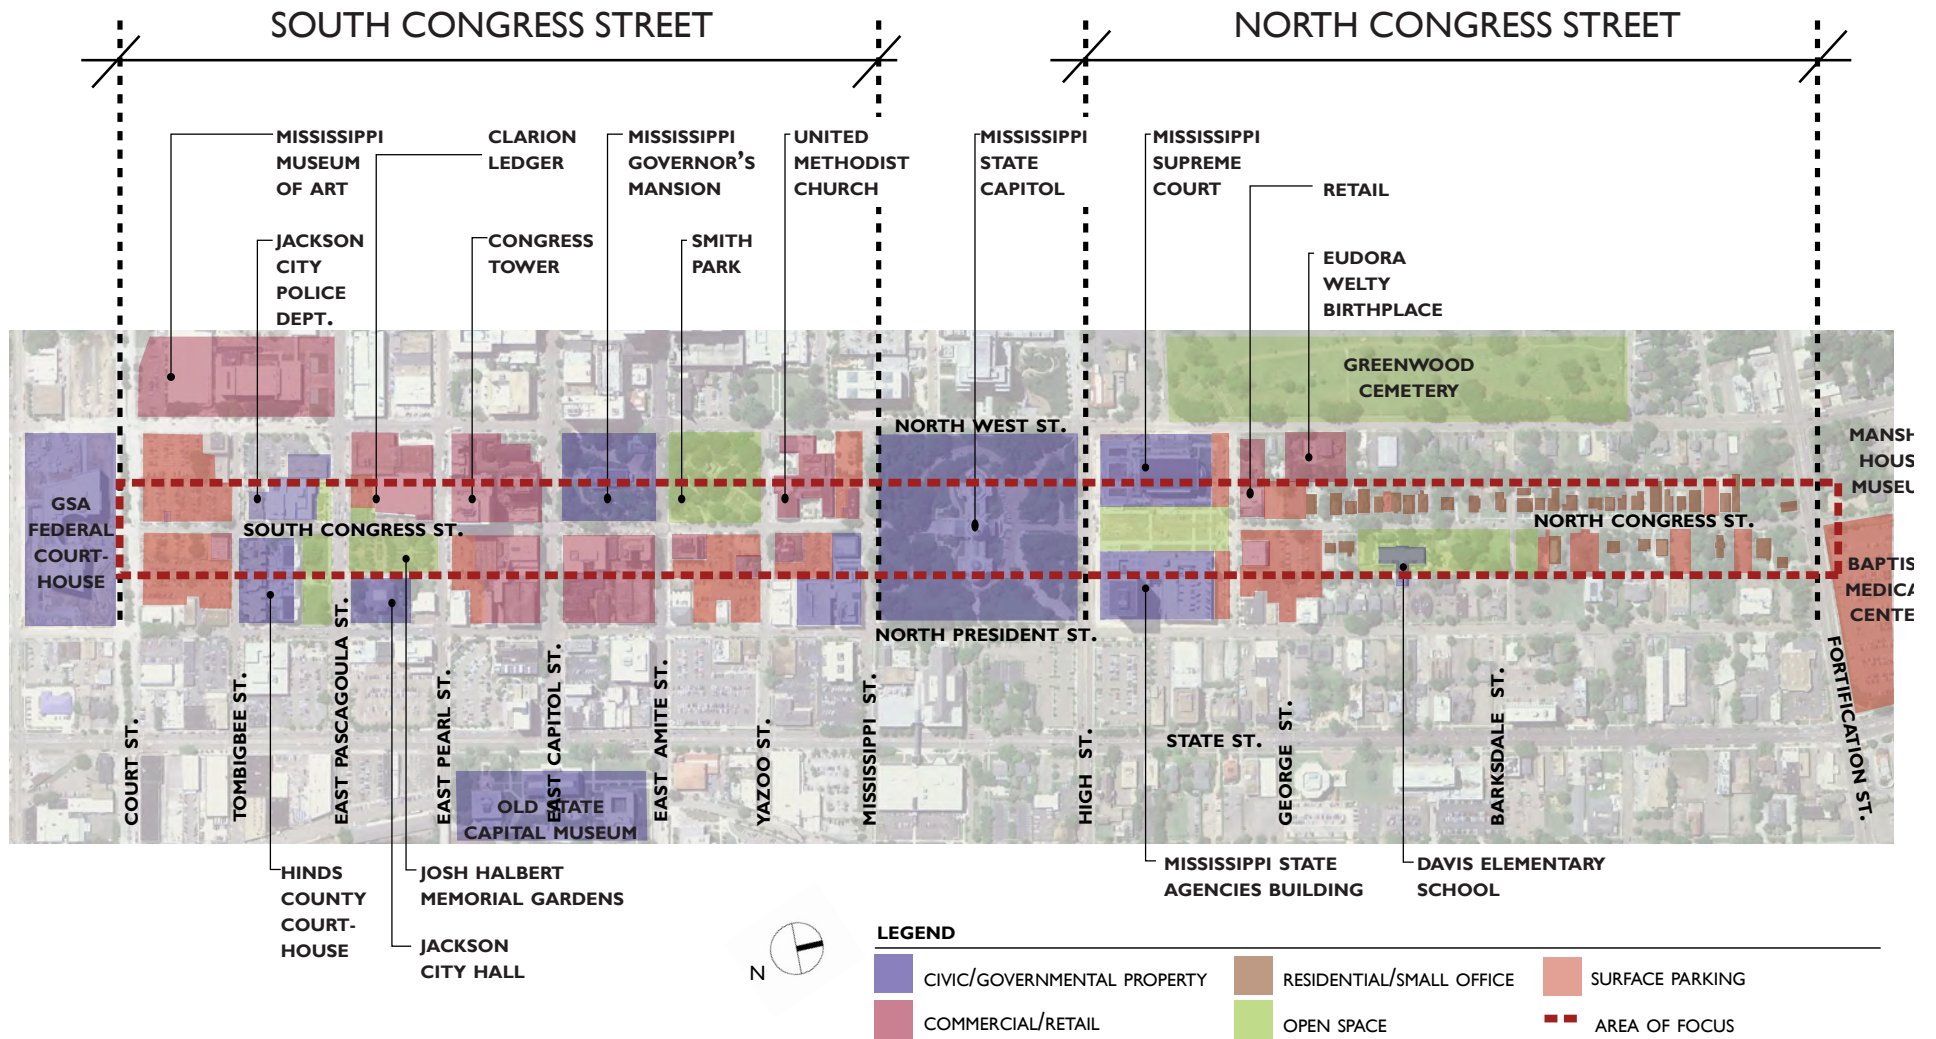 SOUTH CONGRESS STREET
NORTH CONGRESS STREET
MISSISSIPPI
MUSEUM
OF ART
CLARION
LEDGER
MISSISSIPPI
GOVERNOR'S
MANSION
UNITED
METHODIST
CHURCH
MISSISSIPPI
STATE
CAPITOL
MISSISSIPPI
SUPREME
COURT
RETAIL
JACKSON
CITY
POLICE
DEPT.
CONGRESS
TOWER
SMITH
PARK
EUDORA
WELTY
BIRTHPLACE
GREENWOOD
CEMETERY
NORTH WEST ST.
MANSH
HOUS
MUSEU
GSA
FEDERAL
COURT-
HOUSE
SOUTH CONGRESS ST.
NORTH CONGRESS ST.
BAPTIS
MEDICA
CENTE
NORTH PRESIDENT ST.
COURT ST.
TOMBIGBEE ST.
EAST PASCAGOULA ST.
EAST PEARL ST.
EAST CAPITOL ST.
EAST AMITE ST.
YAZOO ST.
MISSISSIPPI ST.
HIGH ST.
STATE ST.
GEORGE ST.
BARKSDALE ST.
FORTIFICATION ST.
OLD STATE
CAPITAL MUSEUM
HINDS
COUNTY
COURT-
HOUSE
JOSH HALBERT
MEMORIAL GARDENS
JACKSON
CITY HALL
MISSISSIPPI STATE
AGENCIES BUILDING
DAVIS ELEMENTARY
SCHOOL
N
LEGEND
CIVIC/GOVERNMENTAL PROPERTY
RESIDENTIAL/SMALL OFFICE
SURFACE PARKING
COMMERCIAL/RETAIL
OPEN SPACE
AREA OF FOCUS